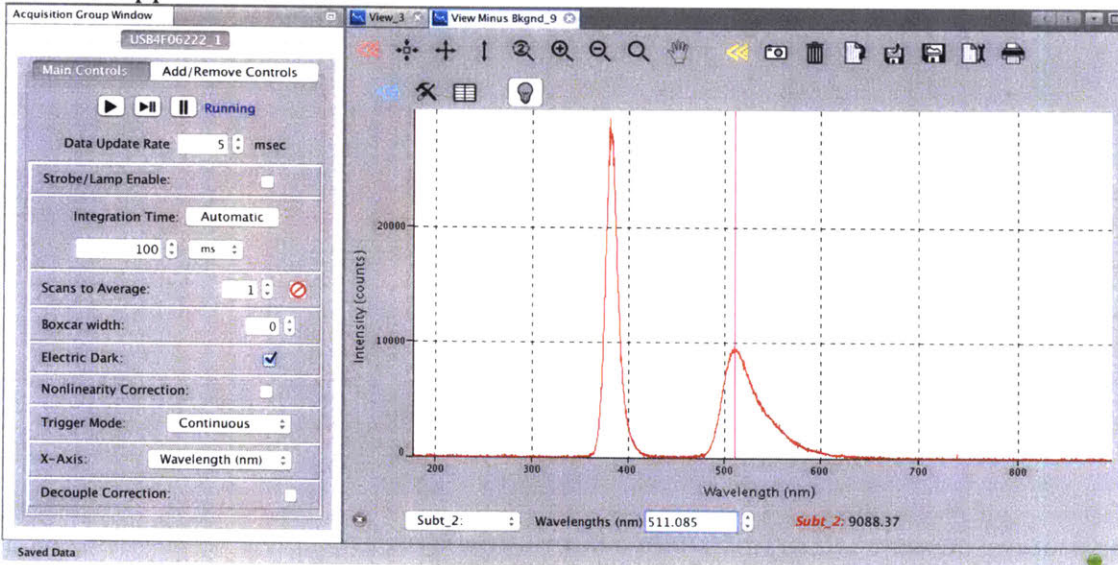 Acquisition Group Window
View_3
View Minus Bkgnd_9
USB4F06222_1
Main Controls
Add/Remove Controls
Running
Data Update Rate 5 msec
Strobe/Lamp Enable:
Integration Time: Automatic
100 ms
Scans to Average: 1
Boxcar width: 0
Electric Dark:
Nonlinearity Correction:
Trigger Mode: Continuous
X-Axis: Wavelength (nm)
Decouple Correction:
Intensity (counts)
20000
10000
0
200 300 400 500 600 700 800
Wavelength (nm)
Subt_2: Wavelengths (nm) 511.085 Subt_2: 9088.37
Saved Data